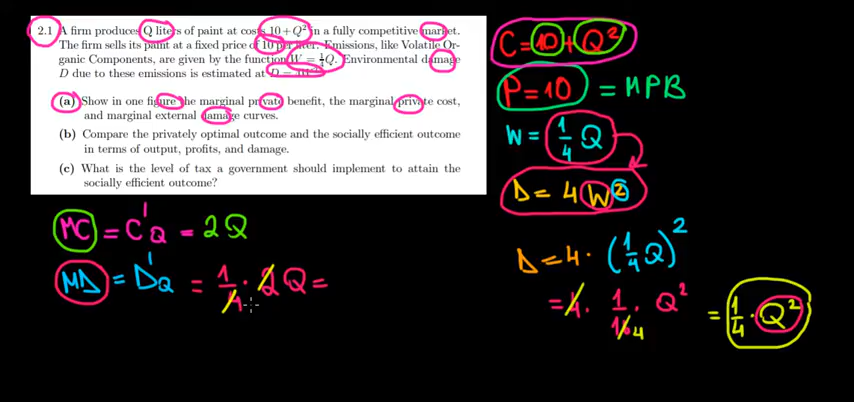 2.1 A firm produces Q liters of paint at costs 10 + Q² in a fully competitive market.
The firm sells its paint at a fixed price of 10 per liter. Emissions, like Volatile Or-
ganic Components, are given by the function W = ¼Q. Environmental damage
D due to these emissions is estimated at D =
(a) Show in one figure the marginal private benefit, the marginal private cost,
and marginal external damage curves.
(b) Compare the privately optimal outcome and the socially efficient outcome
in terms of output, profits, and damage.
(c) What is the level of tax a government should implement to attain the
socially efficient outcome?
C = 10 + Q²
P = 10 = MPB
W = 1/4 Q
D = 4 W²
D = 4 · (1/4 Q)²
= 4 · 1/16 4 · Q² = 1/4 · Q²
MC = C'Q = 2Q
MD = D'Q = 1/4 · 2Q =